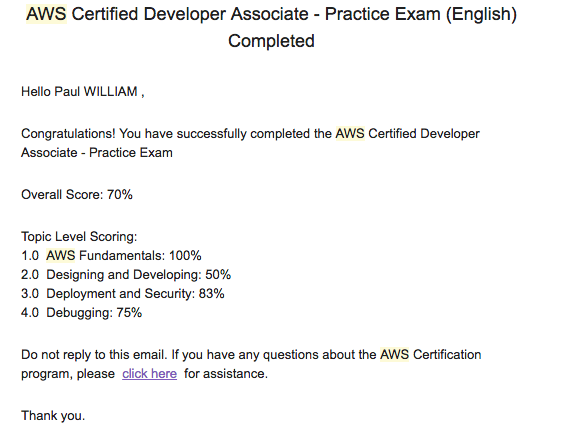 AWS Certified Developer Associate - Practice Exam (English)
Completed
Hello Paul WILLIAM ,
Congratulations! You have successfully completed the AWS Certified Developer
Associate - Practice Exam
Overall Score: 70%
Topic Level Scoring:
1.0 AWS Fundamentals: 100%
2.0 Designing and Developing: 50%
3.0 Deployment and Security: 83%
4.0 Debugging: 75%
Do not reply to this email. If you have any questions about the AWS Certification
program, please click here for assistance.
Thank you.